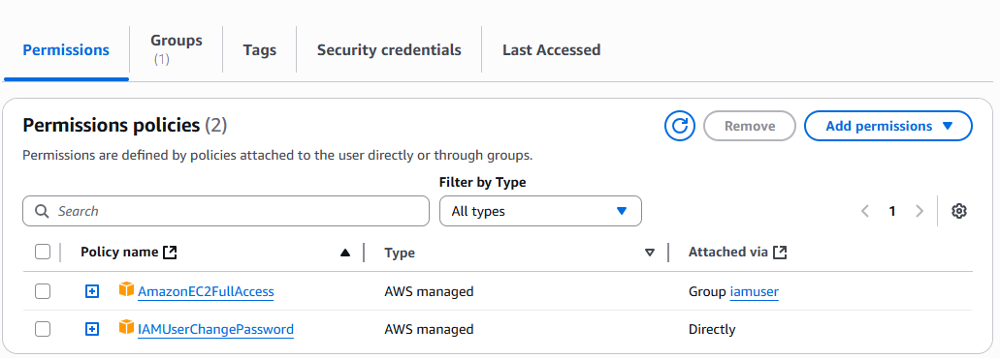 Permissions
Groups
(1)
Tags
Security credentials
Last Accessed
Permissions policies (2)
Remove
Add permissions
Permissions are defined by policies attached to the user directly or through groups.
Filter by Type
Search
All types
1
Policy name
Type
Attached via
AmazonEC2FullAccess
AWS managed
Group iamuser
IAMUserChangePassword
AWS managed
Directly